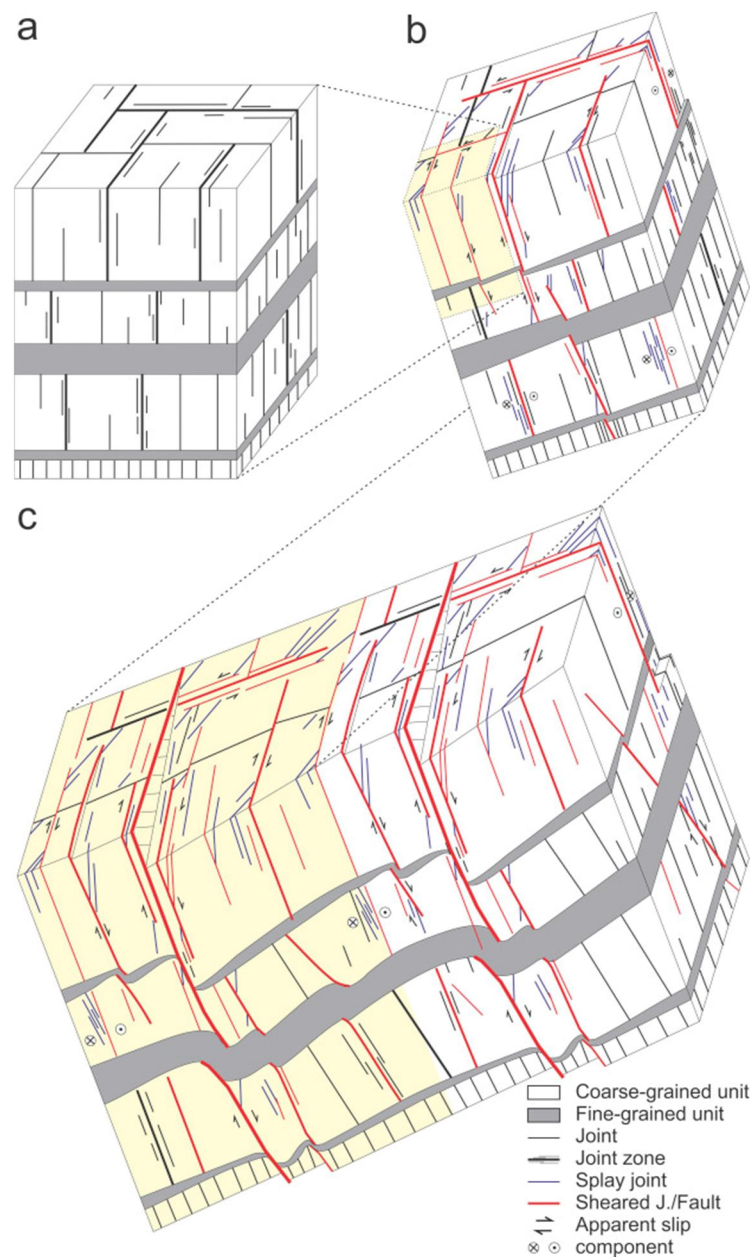 a
b
c
Coarse-grained unit
Fine-grained unit
Joint
Joint zone
Splay joint
Sheared J./Fault
Apparent slip
component